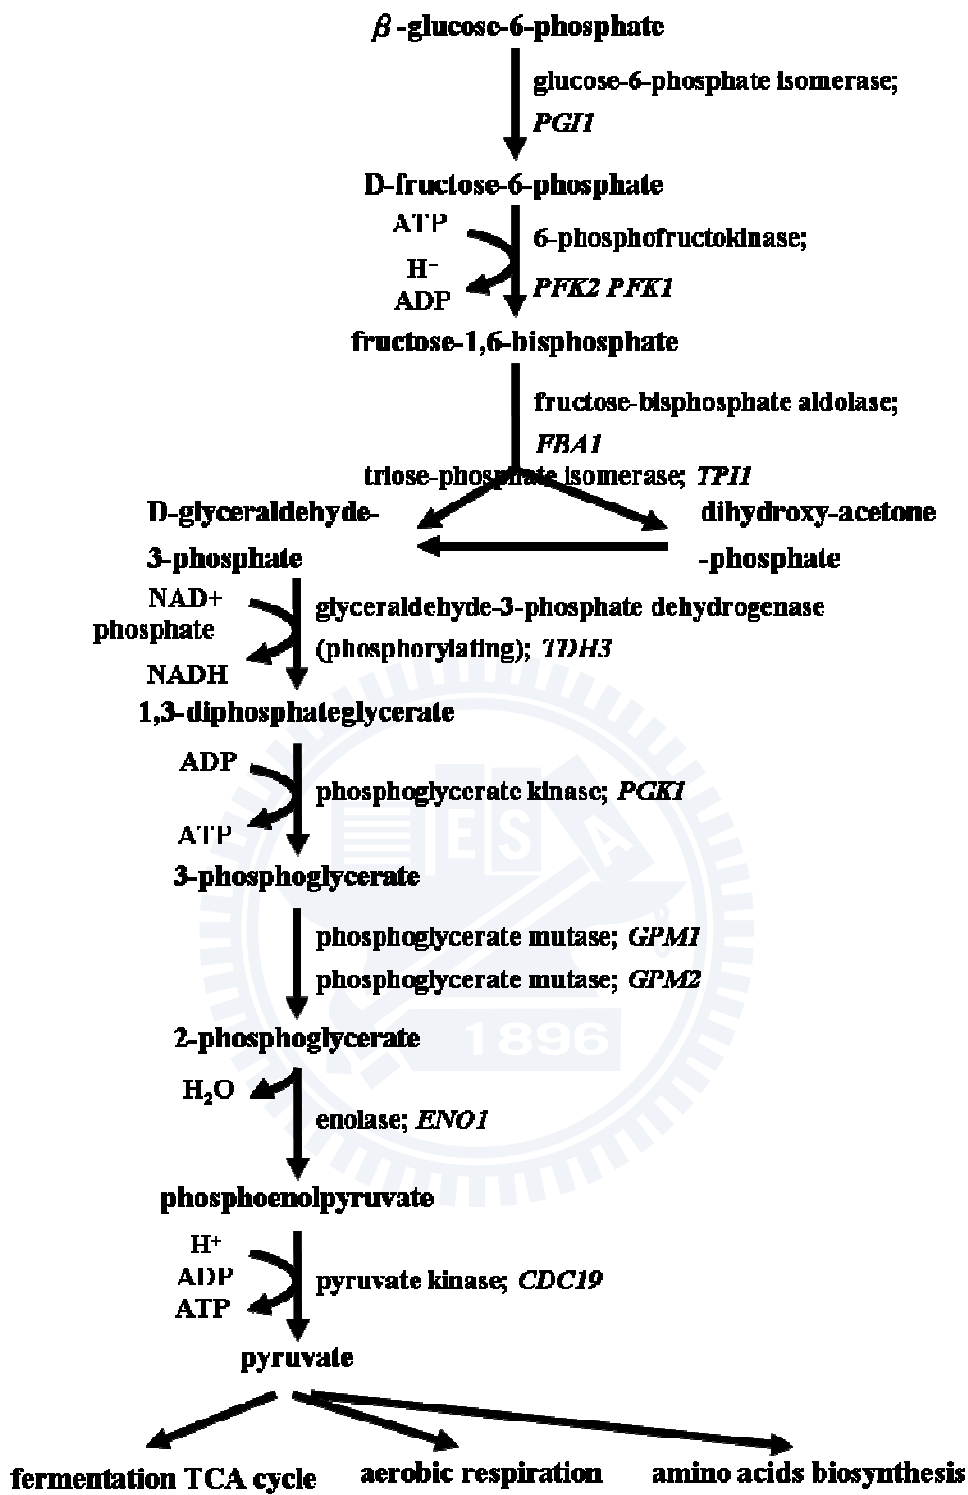 β-glucose-6-phosphate
glucose-6-phosphate isomerase;
PGI1
D-fructose-6-phosphate
ATP
6-phosphofructokinase;
H⁻
ADP
PFK2 PFK1
fructose-1,6-bisphosphate
fructose-bisphosphate aldolase;
FBA1
triose-phosphate isomerase; TPI1
D-glyceraldehyde-
3-phosphate
dihydroxy-acetone
-phosphate
NAD+
phosphate
NADH
glyceraldehyde-3-phosphate dehydrogenase
(phosphorylating); TDH3
1,3-diphosphateglycerate
ADP
phosphoglycerate kinase; PGK1
ATP
ESA
3-phosphoglycerate
phosphoglycerate mutase; GPM1
phosphoglycerate mutase; GPM2
2-phosphoglycerate
1896
H₂O
enolase; ENO1
phosphoenolpyruvate
H⁺
ADP
ATP
pyruvate kinase; CDC19
pyruvate
fermentation TCA cycle
aerobic respiration
amino acids biosynthesis